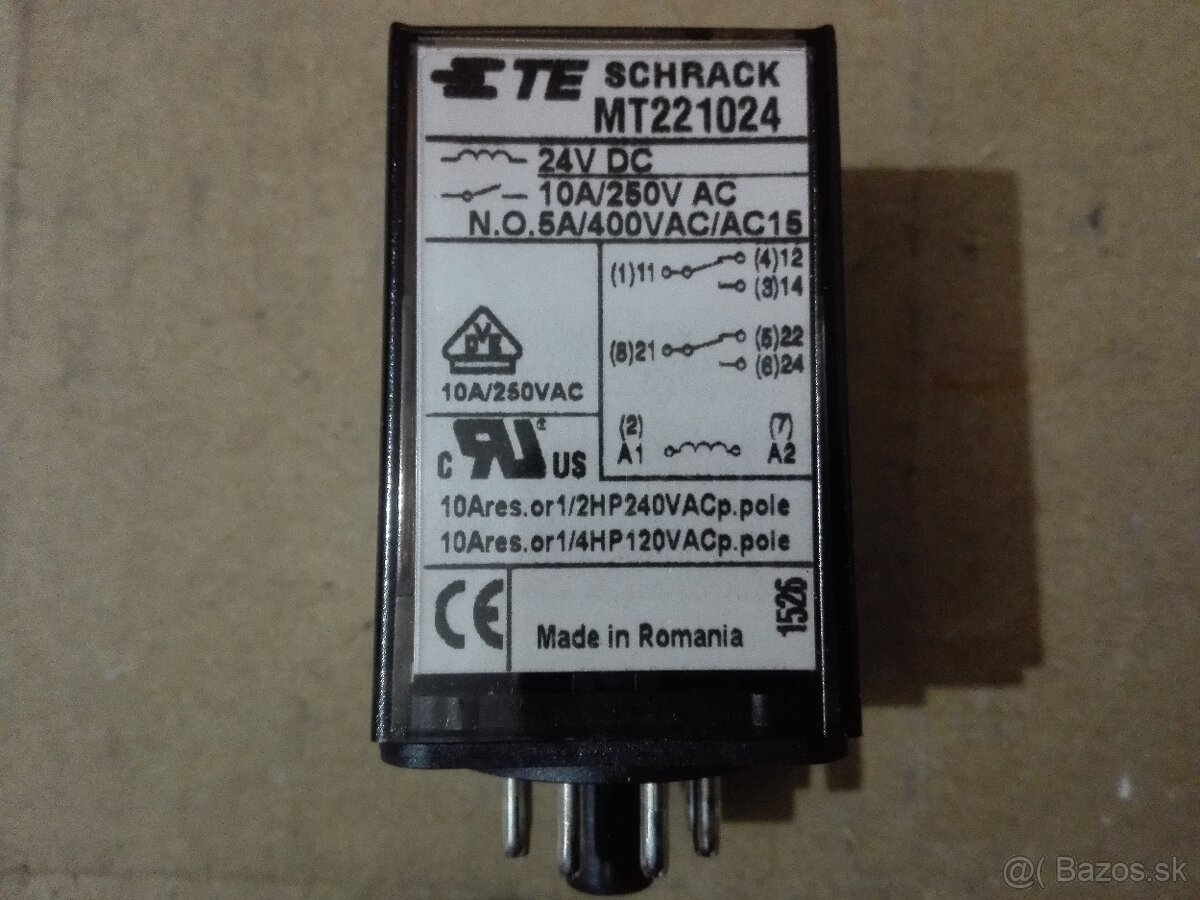 TE SCHRACK
MT221024
24V DC
10A/250V AC
N.O.5A/400VAC/AC15
(1)11 (4)12
(3)14
(8)21 (5)22
(6)24
DVE
10A/250VAC
(2) (7)
A1 A2
C RU® US
10Ares.or1/2HP240VACp.pole
10Ares.or1/4HP120VACp.pole
CE
Made in Romania
1526
@( Bazos.sk